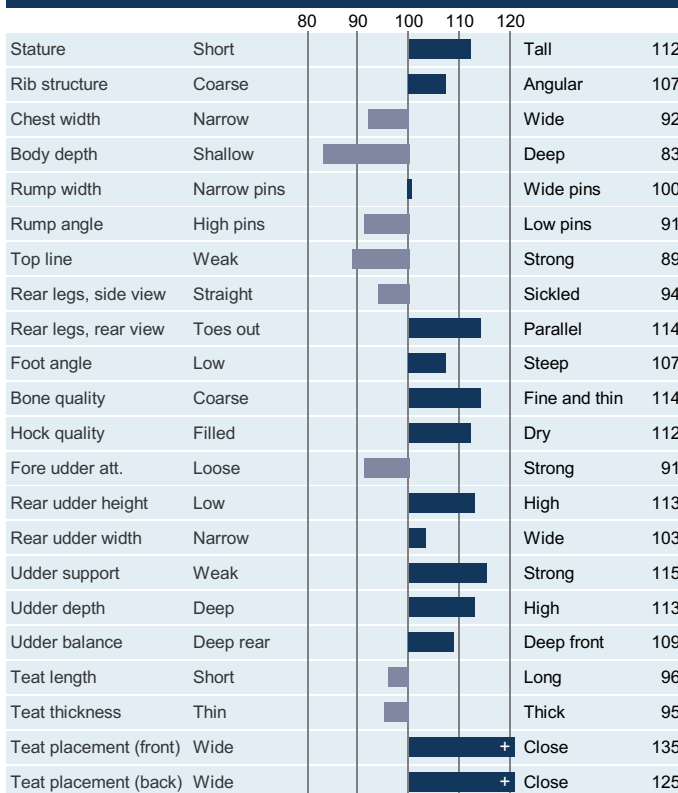 80 90 100 110 120
Stature Short Tall 112
Rib structure Coarse Angular 107
Chest width Narrow Wide 92
Body depth Shallow Deep 83
Rump width Narrow pins Wide pins 100
Rump angle High pins Low pins 91
Top line Weak Strong 89
Rear legs, side view Straight Sickled 94
Rear legs, rear view Toes out Parallel 114
Foot angle Low Steep 107
Bone quality Coarse Fine and thin 114
Hock quality Filled Dry 112
Fore udder att. Loose Strong 91
Rear udder height Low High 113
Rear udder width Narrow Wide 103
Udder support Weak Strong 115
Udder depth Deep High 113
Udder balance Deep rear Deep front 109
Teat length Short Long 96
Teat thickness Thin Thick 95
Teat placement (front) Wide + Close 135
Teat placement (back) Wide + Close 125